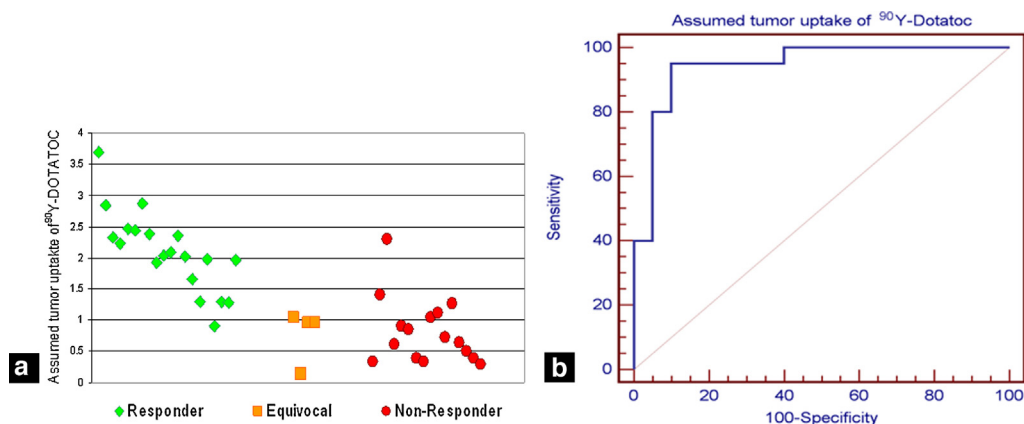 Assumed tumor uptakte of ⁹⁰Y-DOTATOC
4
3.5
3
2.5
2
1.5
1
0.5
0
Responder Equivocal Non-Responder
a
Assumed tumor uptake of ⁹⁰Y-Dotatoc
Sensitivity
100
80
60
40
20
0
0 20 40 60 80 100
100-Specificity
b